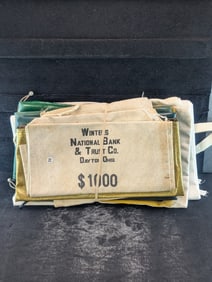 Winters
National Bank
& Trust Co.
Dayton Ohio
$1000